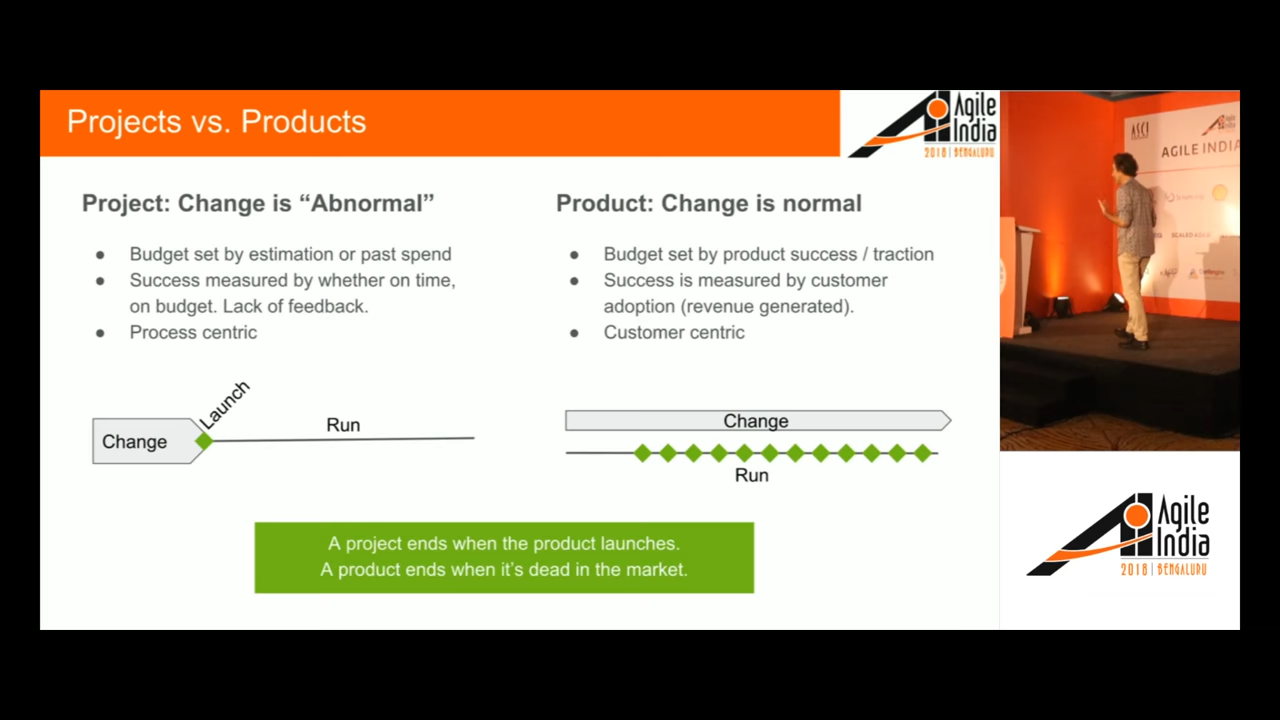 Projects vs. Products
Agile
India
2018 | BENGALURU
Project: Change is “Abnormal”
● Budget set by estimation or past spend
● Success measured by whether on time,
on budget. Lack of feedback.
● Process centric
Launch
Change
Run
Product: Change is normal
● Budget set by product success / traction
● Success is measured by customer
adoption (revenue generated).
● Customer centric
Change
Run
A project ends when the product launches.
A product ends when it’s dead in the market.
ASCI
Agile
India
AGILE INDIA
Agile
India
2018 | BENGALURU